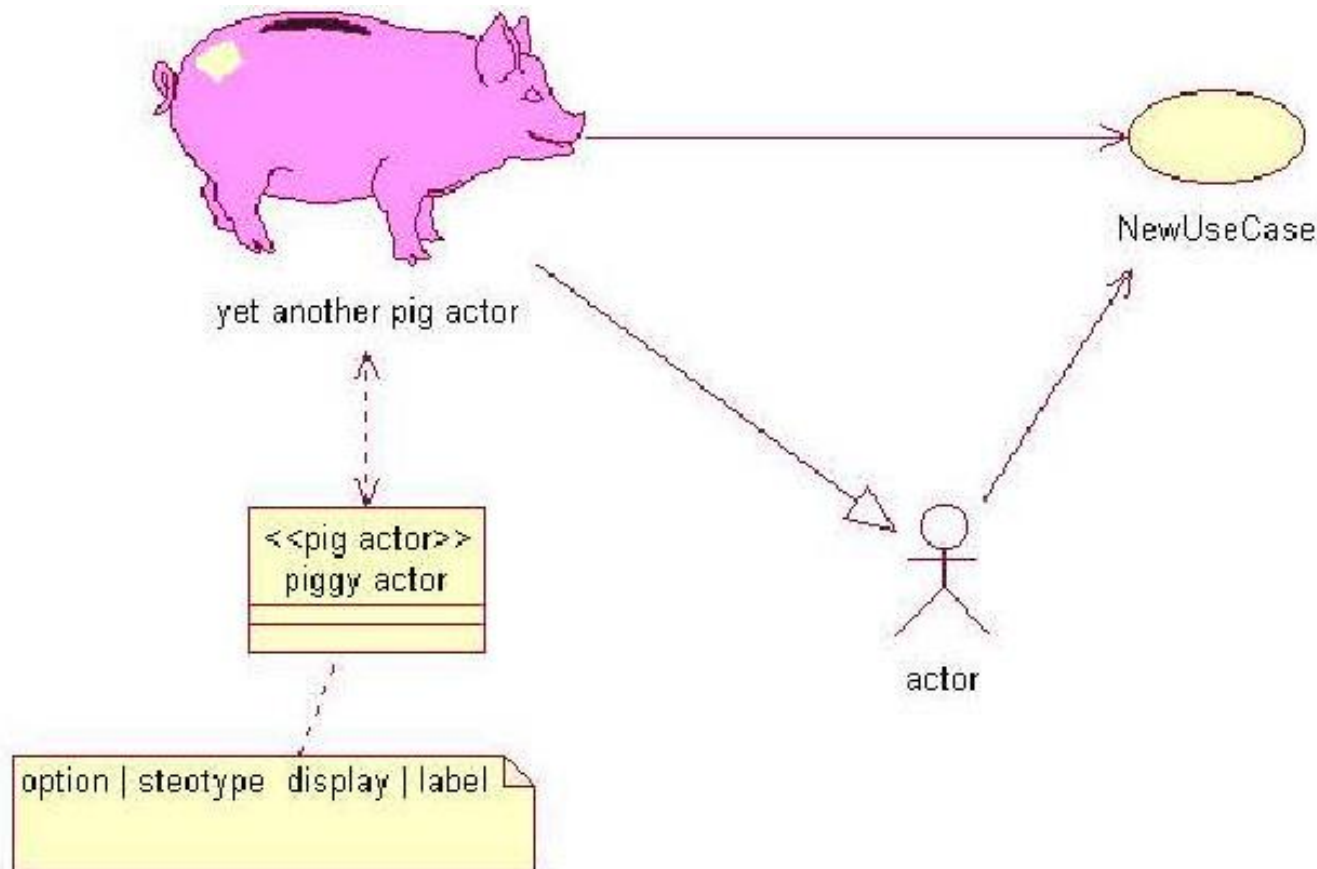 NewUseCase
yet another pig actor
<<pig actor>>
piggy actor
actor
option | steotype display | label